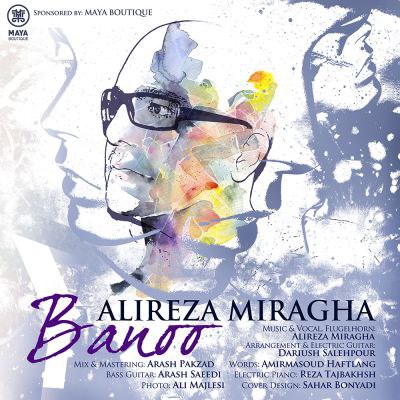 SPONSORED BY: MAYA BOUTIQUE
MAYA
BOUTIQUE
ALIREZA MIRAGHA
Banoo
MUSIC & VOCAL, FLUGELHORN:
ALIREZA MIRAGHA
ARRANGEMENT & ELECTRIC GUITAR:
DARIUSH SALEHPOUR
MIX & MASTERING: ARASH PAKZAD WORDS: AMIRMASOUD HAFTLANG
BASS GUITAR: ARASH SAEEDI ELECTRIC PIANO: REZA TAJBAKHSH
PHOTO: ALI MAJLESI COVER DESIGN: SAHAR BONYADI